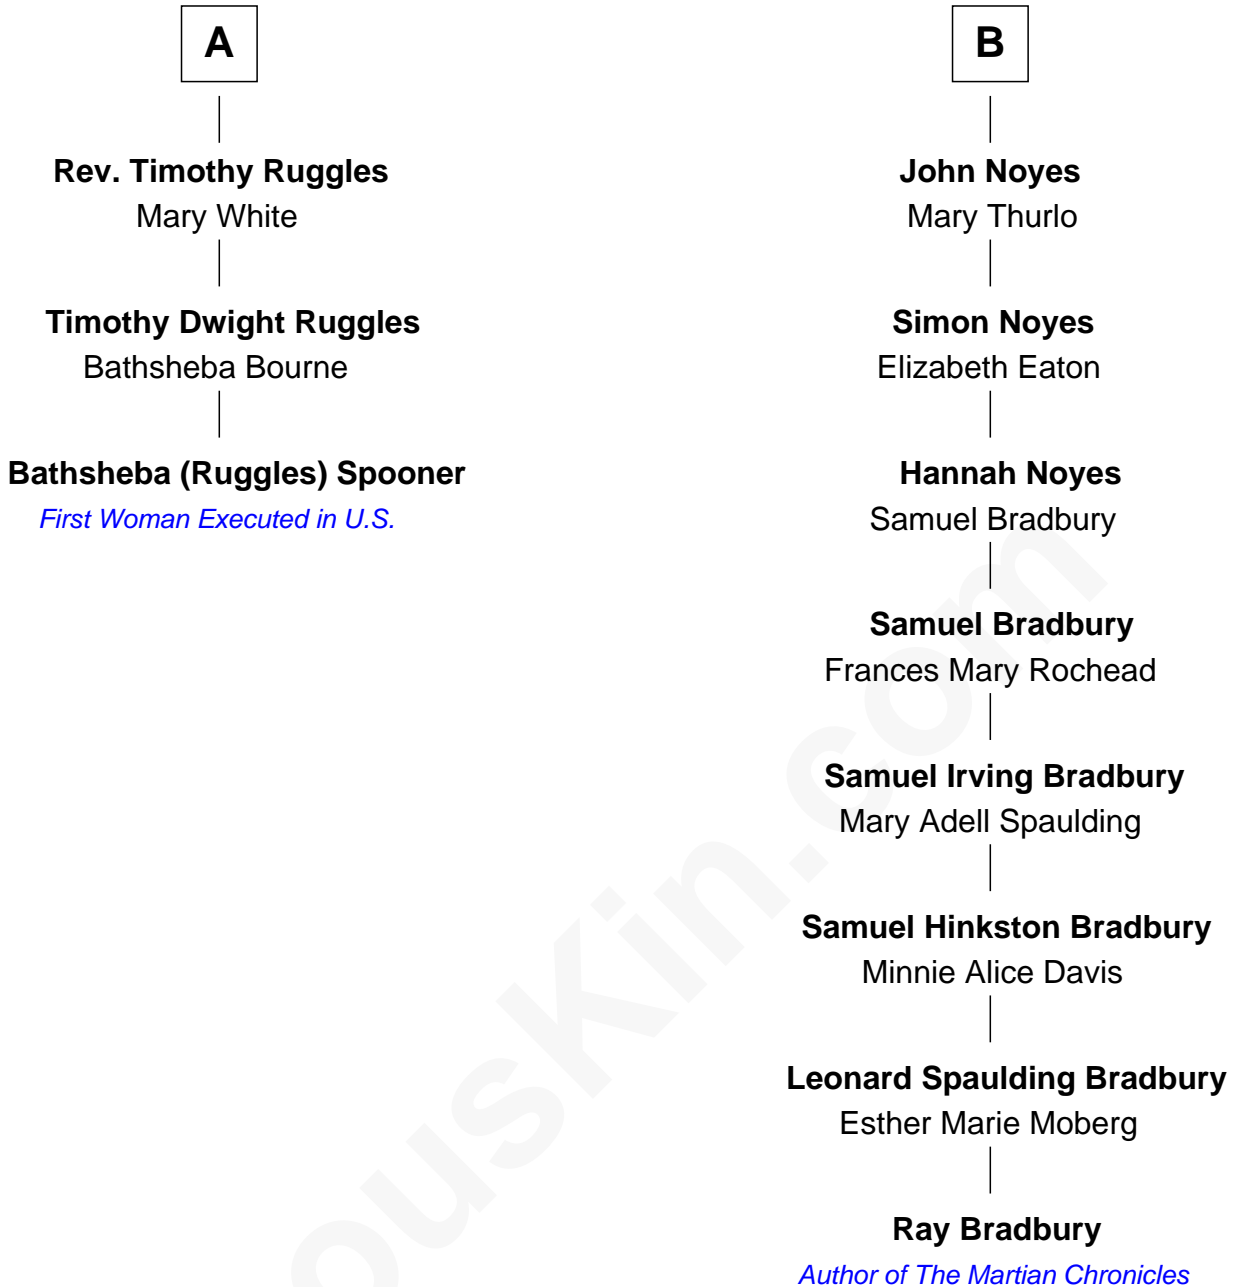 A
Rev. Timothy Ruggles
Mary White
Timothy Dwight Ruggles
Bathsheba Bourne
Bathsheba (Ruggles) Spooner
First Woman Executed in U.S.
B
John Noyes
Mary Thurlo
Simon Noyes
Elizabeth Eaton
Hannah Noyes
Samuel Bradbury
Samuel Bradbury
Frances Mary Rochead
Samuel Irving Bradbury
Mary Adell Spaulding
Samuel Hinkston Bradbury
Minnie Alice Davis
Leonard Spaulding Bradbury
Esther Marie Moberg
Ray Bradbury
Author of The Martian Chronicles
ousKin.com